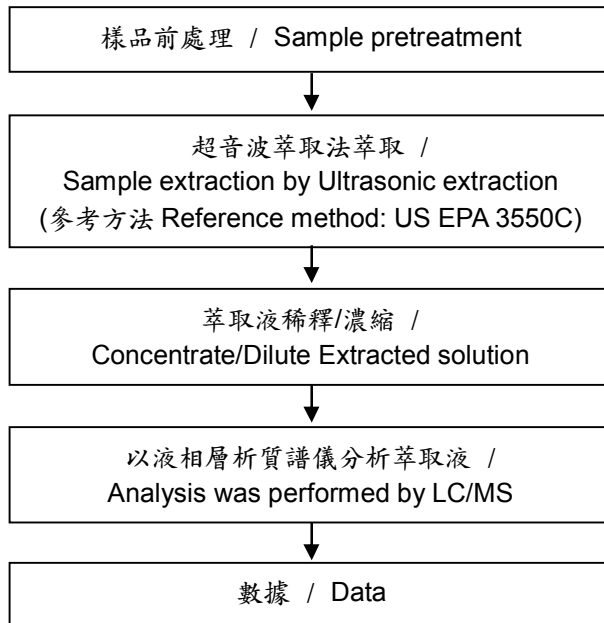 樣品前處理 / Sample pretreatment
超音波萃取法萃取 /
Sample extraction by Ultrasonic extraction
(參考方法 Reference method: US EPA 3550C)
萃取液稀釋/濃縮 /
Concentrate/Dilute Extracted solution
以液相層析質譜儀分析萃取液 /
Analysis was performed by LC/MS
數據 / Data